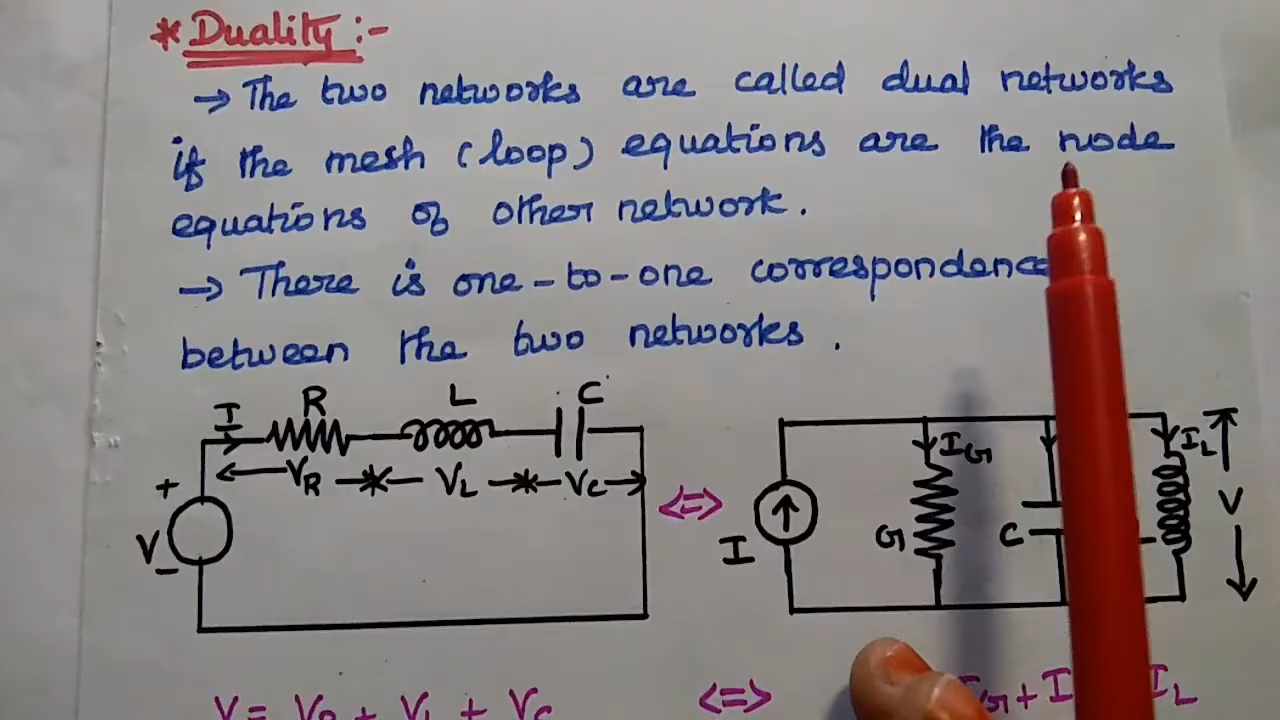 * Duality :-
→ The two networks are called dual networks
if the mesh (loop) equations are the node
equations of other network.
→ There is one-to-one correspondence
between the two networks.
I R L C
VR VL VC
+
V
-
⇔
I
IG
G
C
IL
V
V = VR + VL + VC ⇔ IG + I IL